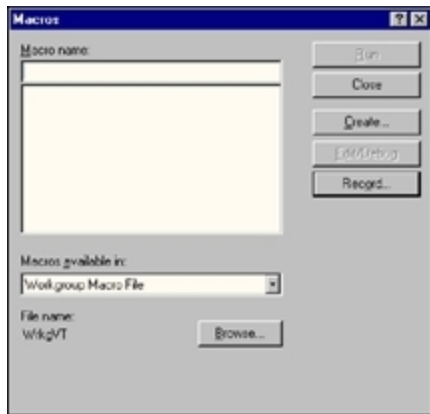 Macros
Macro name:
Run
Close
Create...
Edit/Debug
Record...
Macros available in:
Workgroup Macro File
File name:
WrkgVT
Browse...